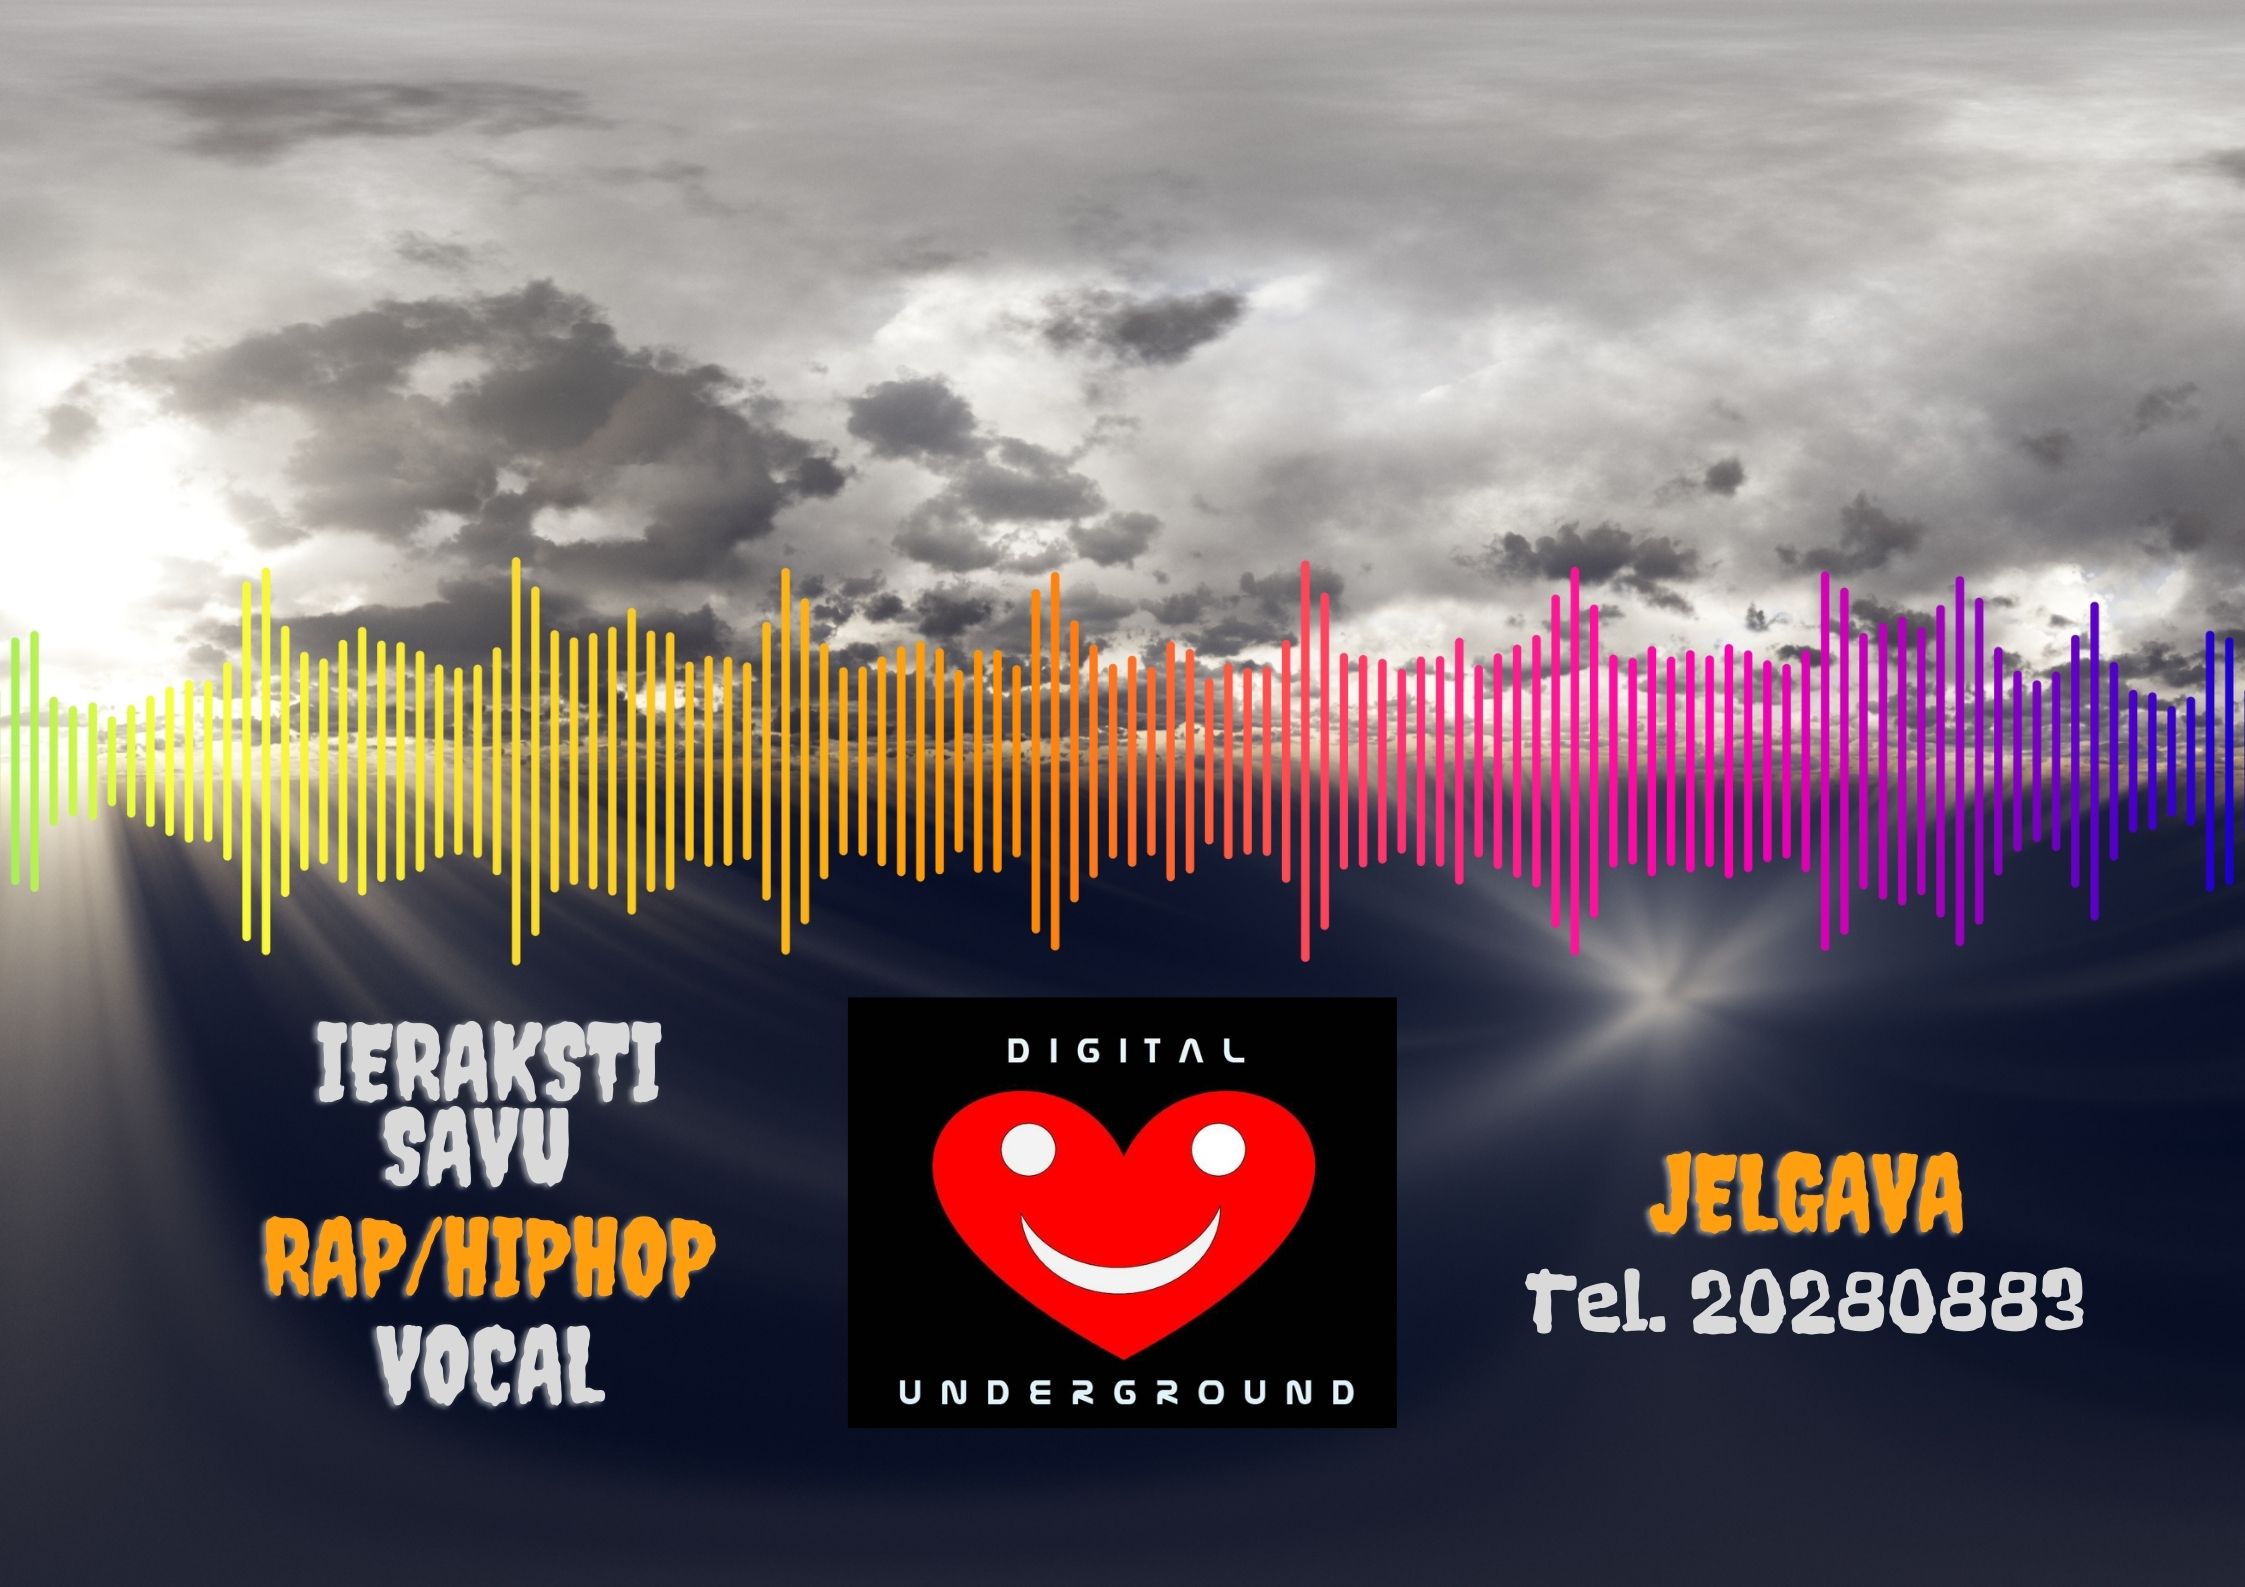 IERAKSTI
SAVU
RAP/HIPHOP
VOCAL
DIGITAL
UNDERGROUND
JELGAVA
Tel. 20280883